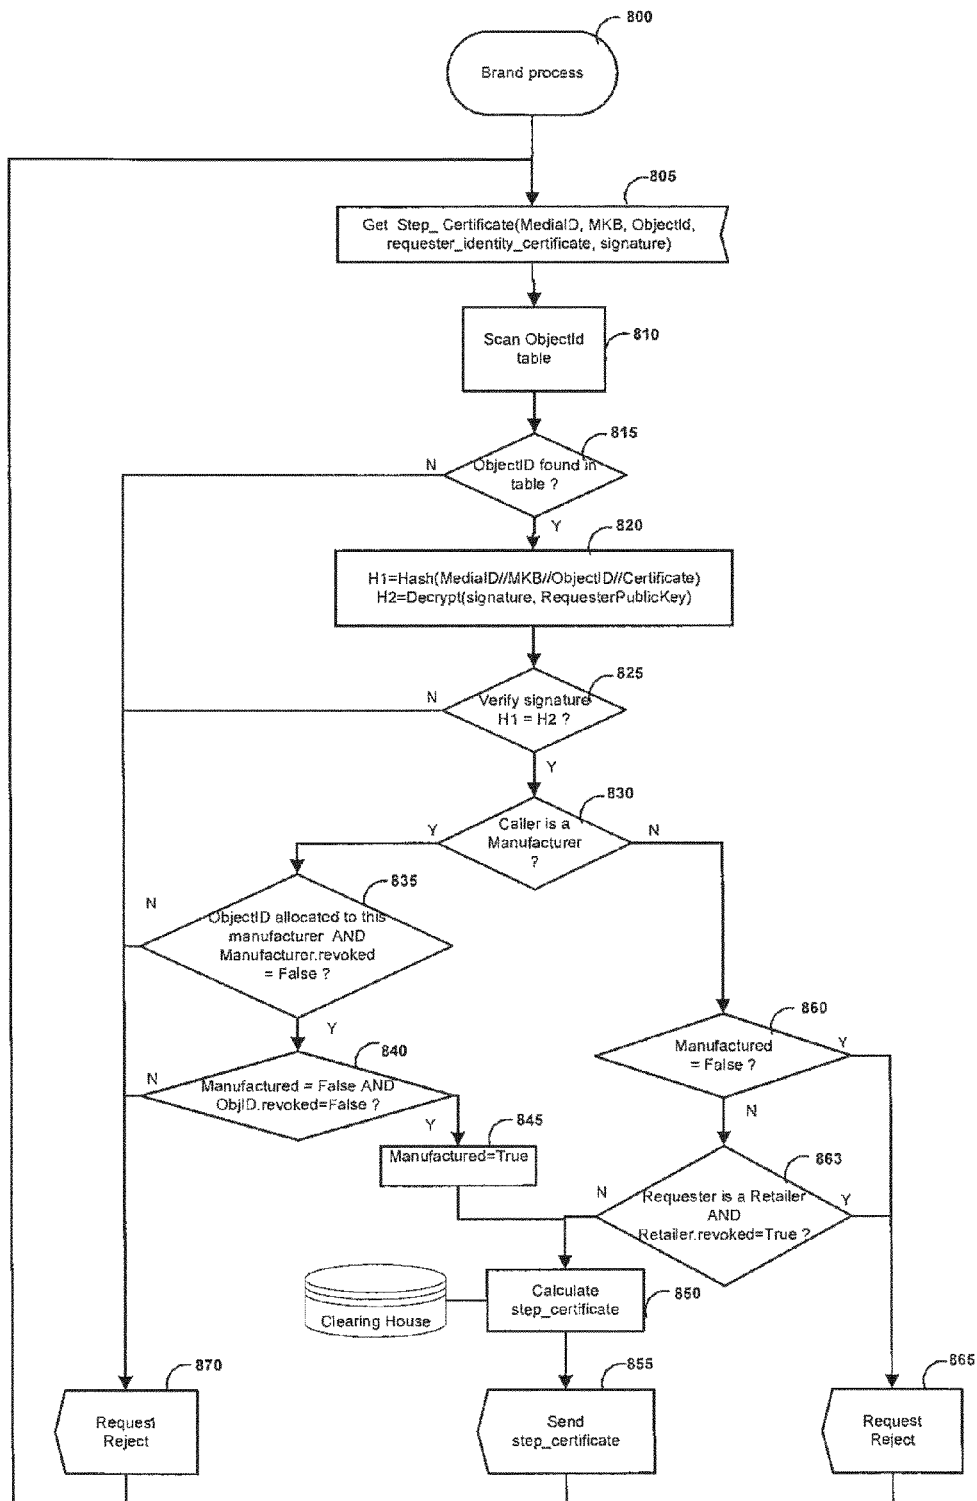 800
Brand process
805
Get_Step_Certificate(MediaID, MKB, ObjectId,
requester_identity_certificate, signature)
Scan ObjectId
table
810
815
N
ObjectID found in
table ?
Y
820
H1=Hash(MediaID//MKB//ObjectID//Certificate)
H2=Decrypt(signature, RequesterPublicKey)
825
N
Verify signature
H1 = H2 ?
Y
830
Y
Caller is a
Manufacturer
?
N
835
N
ObjectID allocated to this
manufacturer AND
Manufacturer.revoked
= False ?
Y
840
N
Manufactured = False AND
ObjID.revoked=False ?
Y
845
Manufactured=True
860
Manufactured
= False ?
Y
N
863
N
Requester is a Retailer
AND
Retailer.revoked=True ?
Y
Clearing House
Calculate
step_certificate
850
870
Request
Reject
855
Send
step_certificate
865
Request
Reject